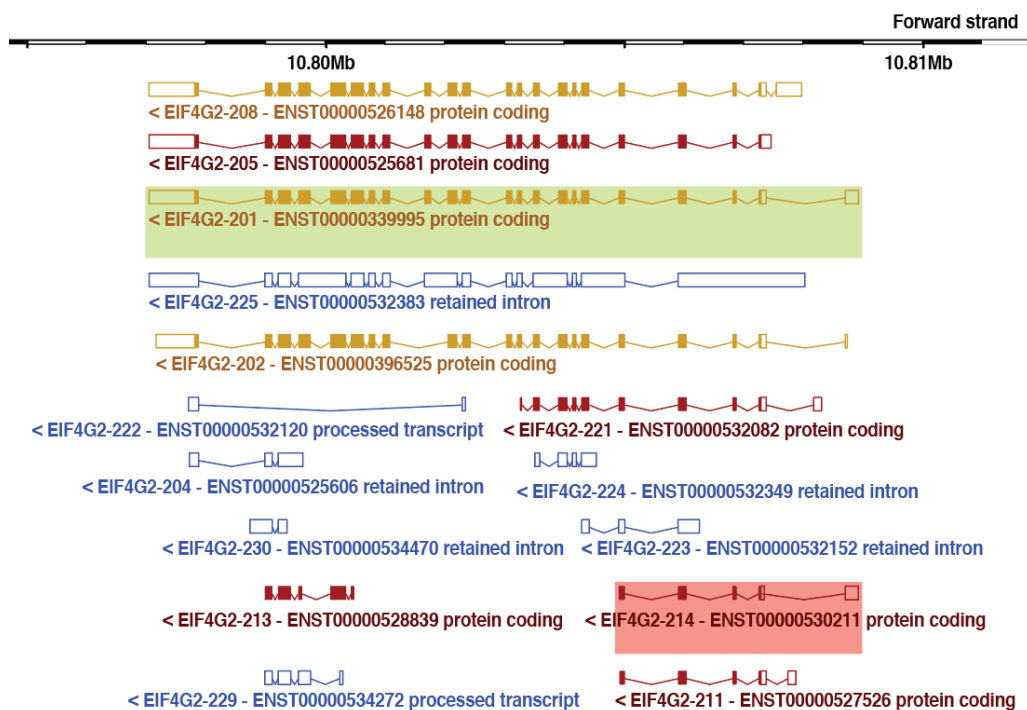 Forward strand
10.80Mb 10.81Mb
< EIF4G2-208 - ENST00000526148 protein coding
< EIF4G2-205 - ENST00000525681 protein coding
< EIF4G2-201 - ENST00000339995 protein coding
< EIF4G2-225 - ENST00000532383 retained intron
< EIF4G2-202 - ENST00000396525 protein coding
< EIF4G2-222 - ENST00000532120 processed transcript
< EIF4G2-221 - ENST00000532082 protein coding
< EIF4G2-204 - ENST00000525606 retained intron
< EIF4G2-224 - ENST00000532349 retained intron
< EIF4G2-230 - ENST00000534470 retained intron
< EIF4G2-223 - ENST00000532152 retained intron
< EIF4G2-213 - ENST00000528839 protein coding
< EIF4G2-214 - ENST00000530211 protein coding
< EIF4G2-229 - ENST00000534272 processed transcript
< EIF4G2-211 - ENST00000527526 protein coding